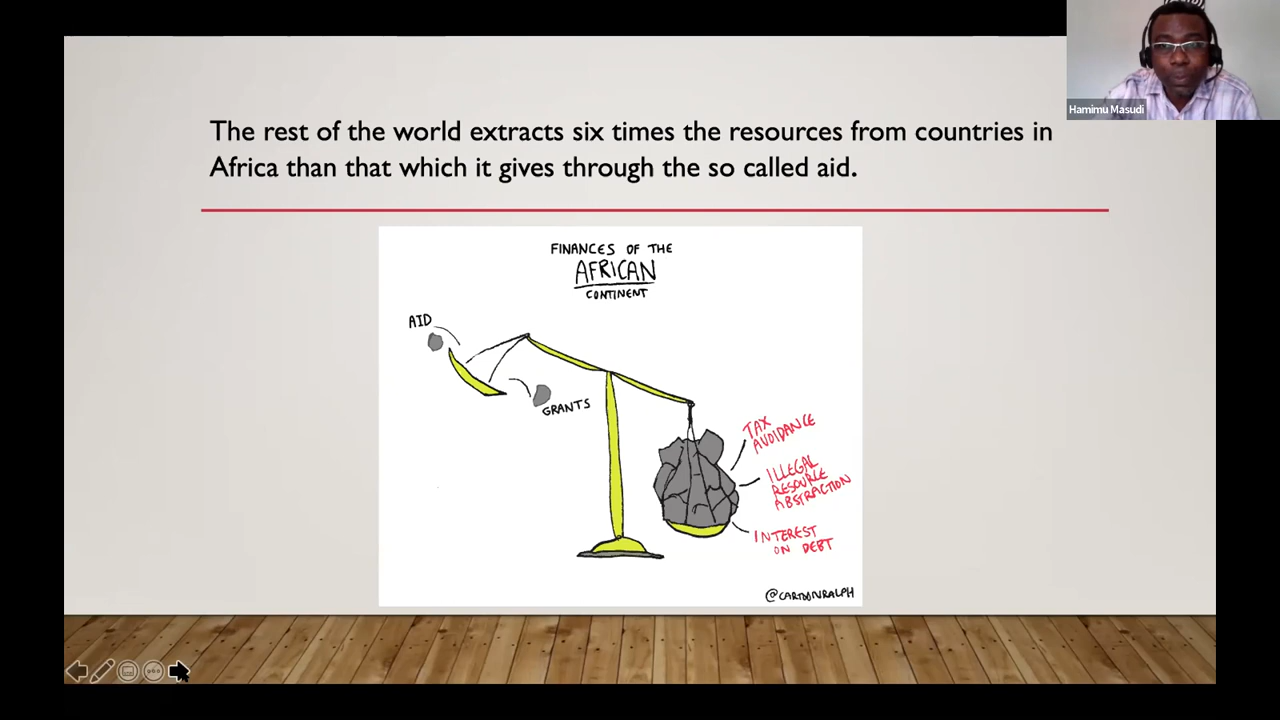 Hamimu Masudi
The rest of the world extracts six times the resources from countries in
Africa than that which it gives through the so called aid.
FINANCES OF THE
AFRICAN
CONTINENT
AID
GRANTS
TAX
AVOIDANCE
ILLEGAL
RESOURCE
ABSTRACTION
INTEREST
ON DEBT
@CARTOONRALPH